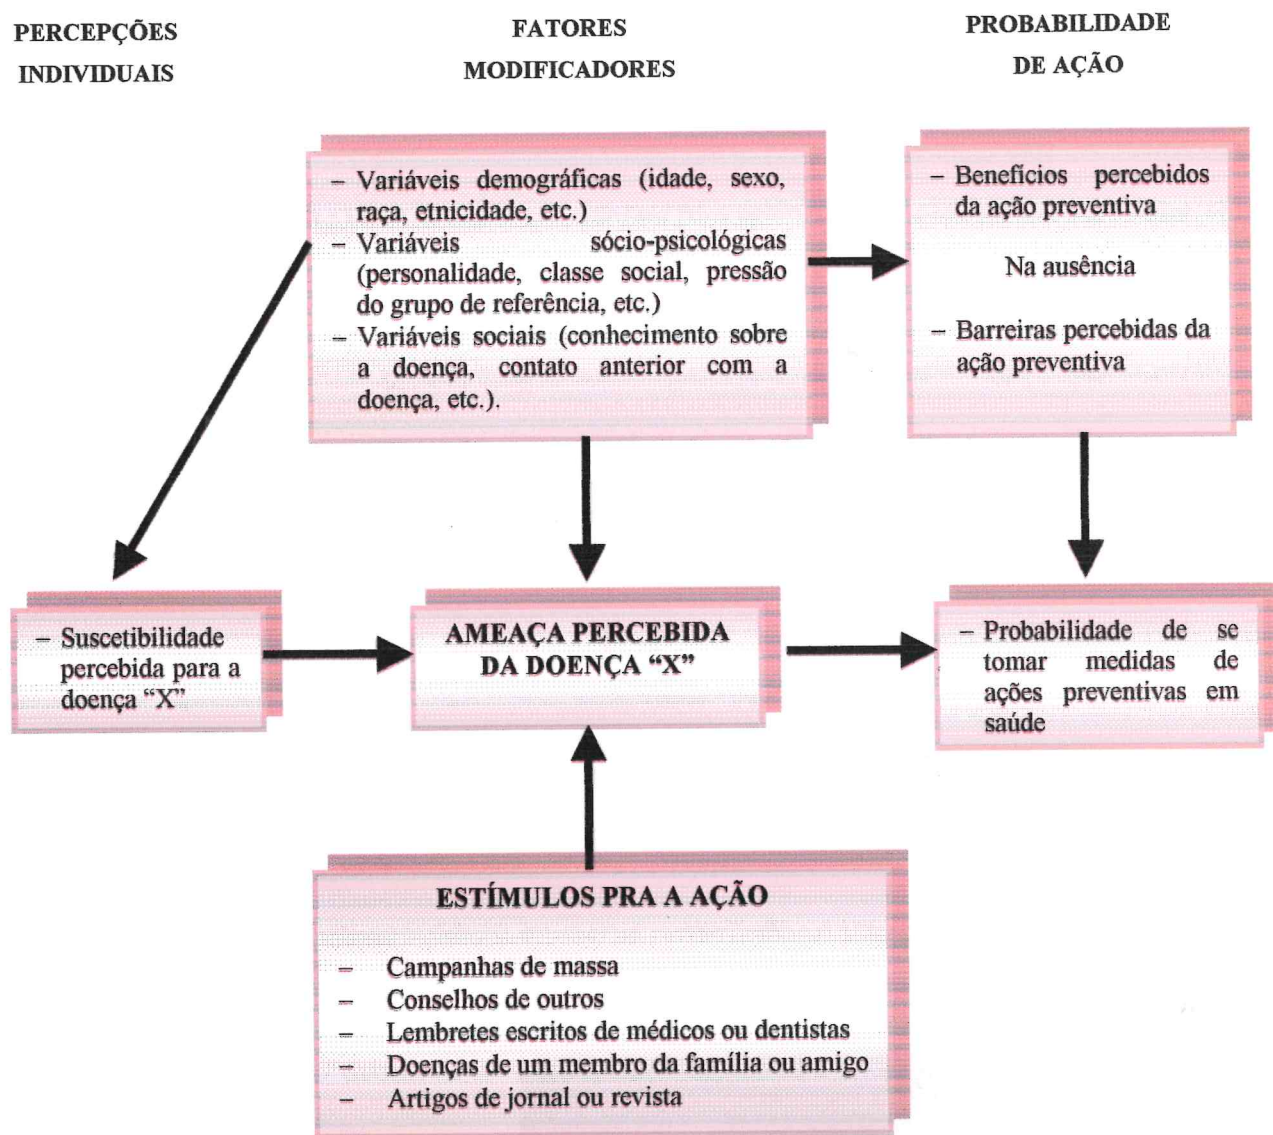 PERCEPÇÕES
INDIVIDUAIS
FATORES
MODIFICADORES
PROBABILIDADE
DE AÇÃO
– Variáveis demográficas (idade, sexo,
raça, etnicidade, etc.)
– Variáveis sócio-psicológicas
(personalidade, classe social, pressão
do grupo de referência, etc.)
– Variáveis sociais (conhecimento sobre
a doença, contato anterior com a
doença, etc.).
– Benefícios percebidos
da ação preventiva
Na ausência
– Barreiras percebidas da
ação preventiva
– Suscetibilidade
percebida para a
doença “X”
AMEAÇA PERCEBIDA
DA DOENÇA “X”
– Probabilidade de se
tomar medidas de
ações preventivas em
saúde
ESTÍMULOS PRA A AÇÃO
– Campanhas de massa
– Conselhos de outros
– Lembretes escritos de médicos ou dentistas
– Doenças de um membro da família ou amigo
– Artigos de jornal ou revista